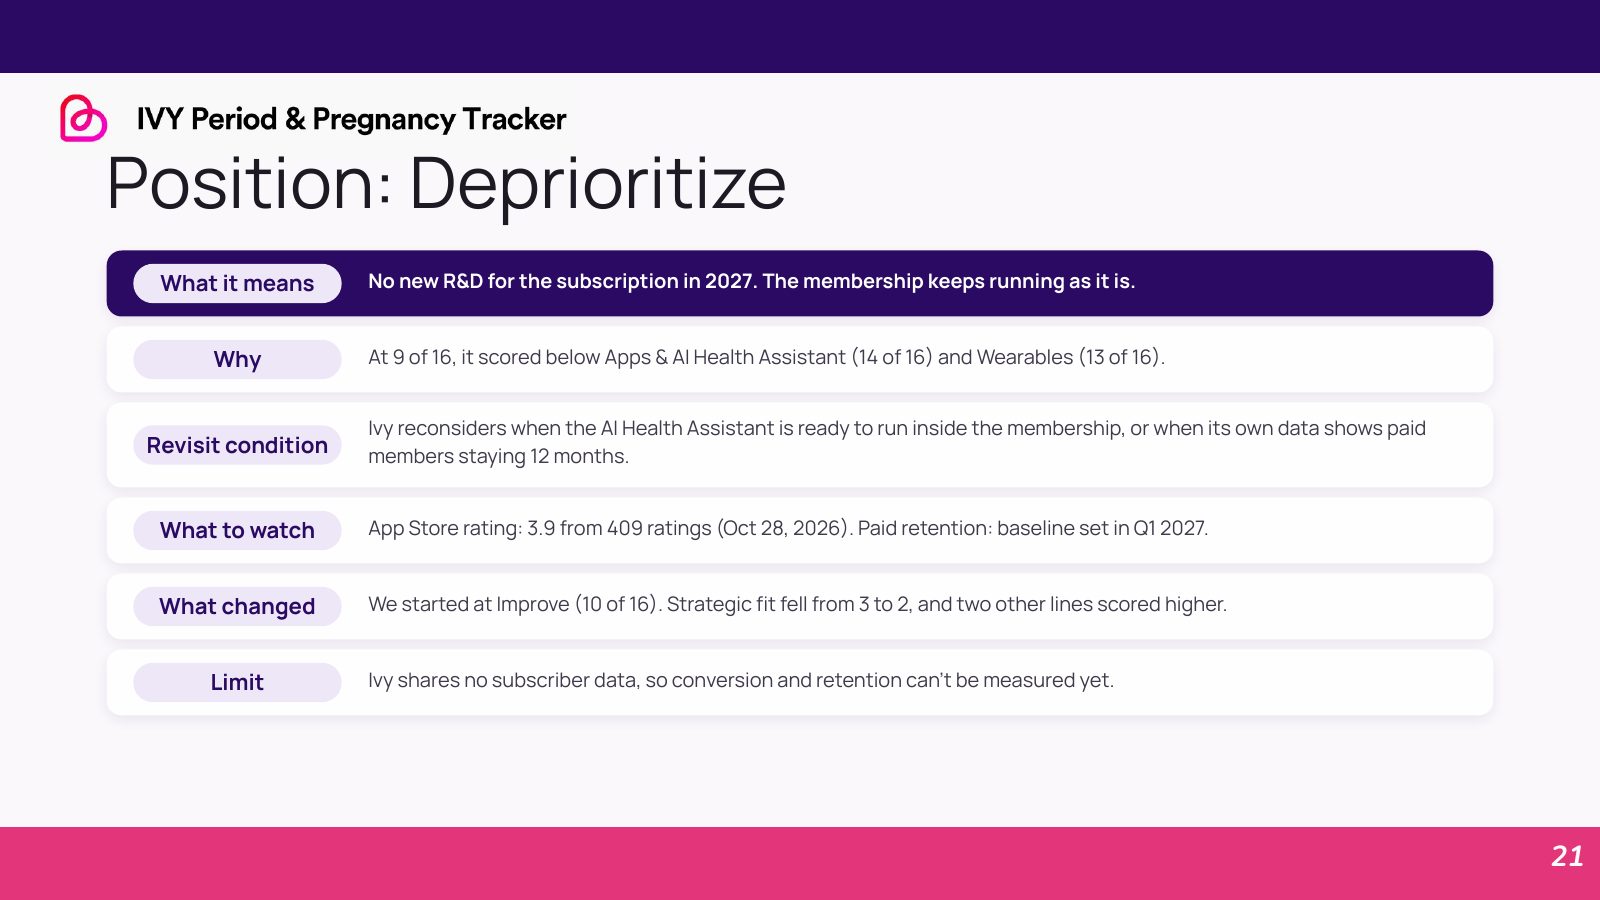 IVY Period & Pregnancy Tracker
Position: Deprioritize
What it means
No new R&D for the subscription in 2027. The membership keeps running as it is.
Why
At 9 of 16, it scored below Apps & AI Health Assistant (14 of 16) and Wearables (13 of 16).
Revisit condition
Ivy reconsiders when the AI Health Assistant is ready to run inside the membership, or when its own data shows paid
members staying 12 months.
What to watch
App Store rating: 3.9 from 409 ratings (Oct 28, 2026). Paid retention: baseline set in Q1 2027.
What changed
We started at Improve (10 of 16). Strategic fit fell from 3 to 2, and two other lines scored higher.
Limit
Ivy shares no subscriber data, so conversion and retention can't be measured yet.
21